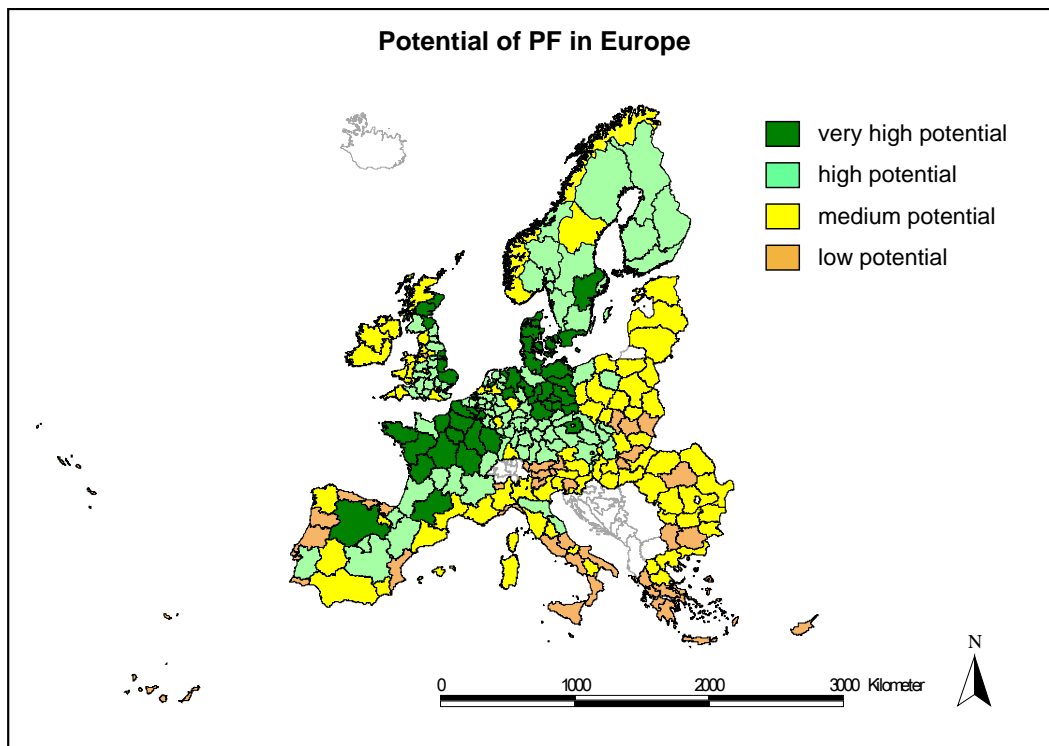 Potential of PF in Europe
very high potential
high potential
medium potential
low potential
N
0 1000 2000 3000 Kilometer